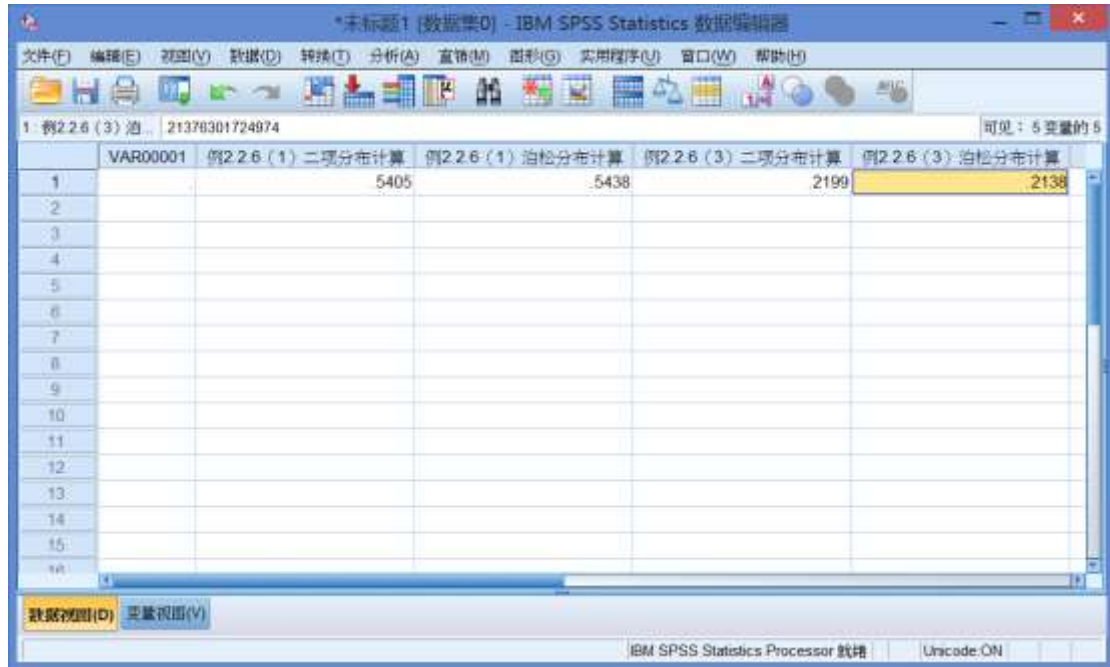 *未标题1 [数据集0] - IBM SPSS Statistics 数据编辑器
文件(F) 编辑(E) 视图(V) 数据(D) 转换(T) 分析(A) 直销(M) 图形(G) 实用程序(U) 窗口(W) 帮助(H)
1 : 例2.2.6 (3) 泊... .21376301724974 可见: 5 变量的 5
VAR00001 例2.2.6 (1) 二项分布计算 例2.2.6 (1) 泊松分布计算 例2.2.6 (3) 二项分布计算 例2.2.6 (3) 泊松分布计算
1 . .5405 .5438 .2199 .2138
2
3
4
5
6
7
8
9
10
11
12
13
14
15
16
数据视图(D) 变量视图(V)
IBM SPSS Statistics Processor 就绪 Unicode:ON